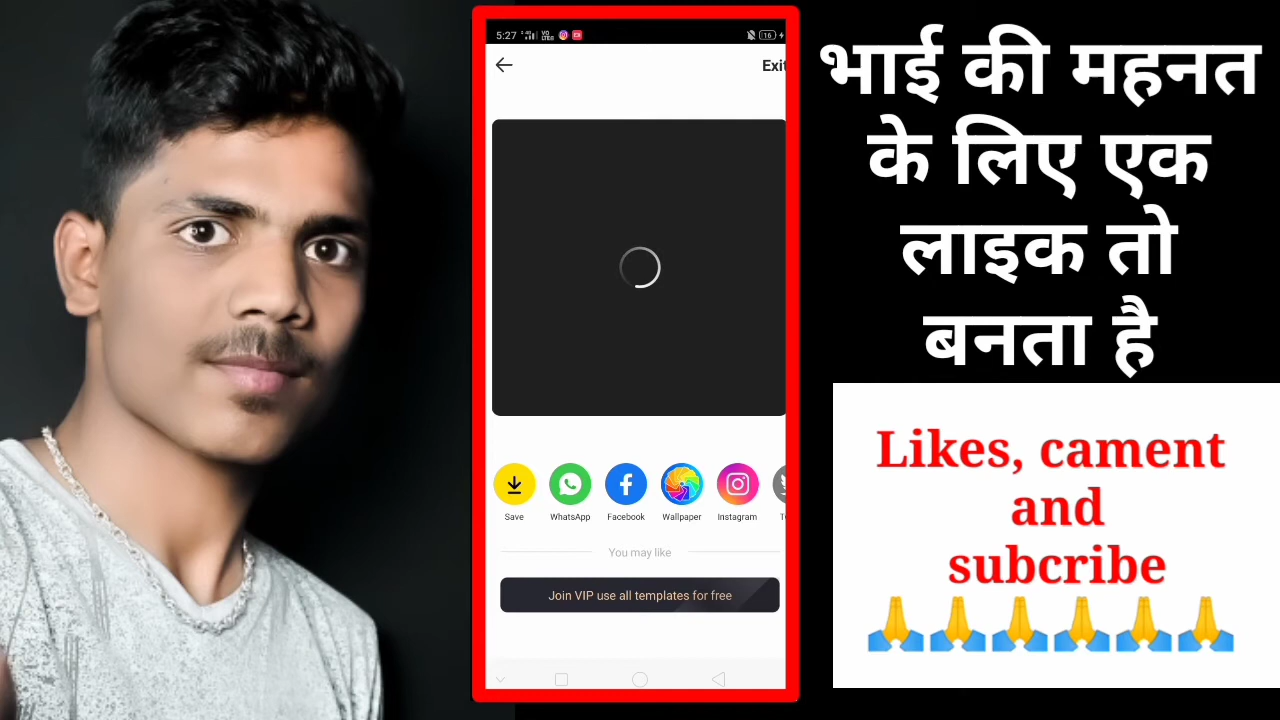 5:27
16
Exit
Save
WhatsApp
Facebook
Wallpaper
Instagram
You may like
Join VIP use all templates for free
भाई की महनत
के लिए एक
लाइक तो
बनता है
Likes, cament
and
subcribe
🙏🙏🙏🙏🙏🙏